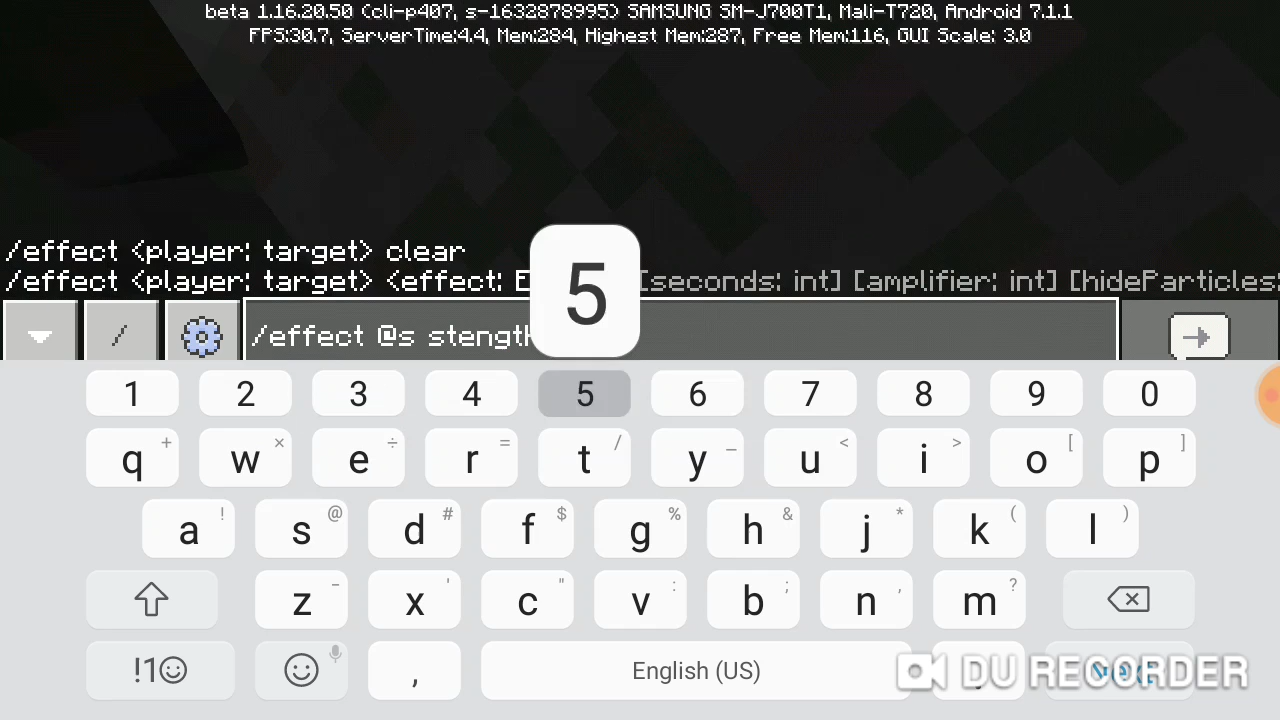 beta 1.16.20.50 (cli-p407, s-1632878995) SAMSUNG SM-J700T1, Mali-T720, Android 7.1.1
FPS:30.7, ServerTime:4.4, Mem:284, Highest Mem:287, Free Mem:116, GUI Scale: 3.0
/effect <player: target> clear
/effect <player: target> <effect: E [seconds: int] [amplifier: int] [hideParticles:
/ /effect @s stength
5
1 2 3 4 5 6 7 8 9 0
q + w × e ÷ r = t / y _ u < i > o [ p ]
a ! s @ d # f $ g % h & j * k ( l )
z - x ' c " v : b ; n , m ?
!1☺ , English (US) Next
DU RECORDER